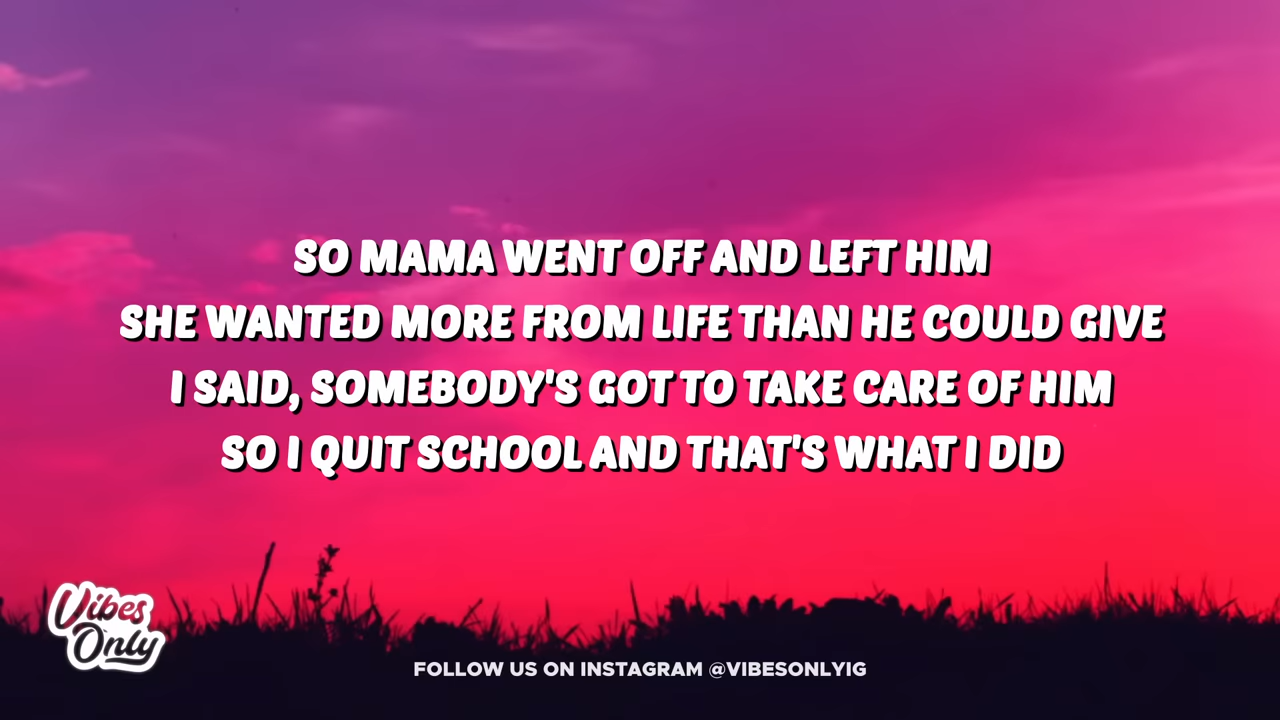 SO MAMA WENT OFF AND LEFT HIM
SHE WANTED MORE FROM LIFE THAN HE COULD GIVE
I SAID, SOMEBODY'S GOT TO TAKE CARE OF HIM
SO I QUIT SCHOOL AND THAT'S WHAT I DID
Vibes
Only
FOLLOW US ON INSTAGRAM @VIBESONLYIG